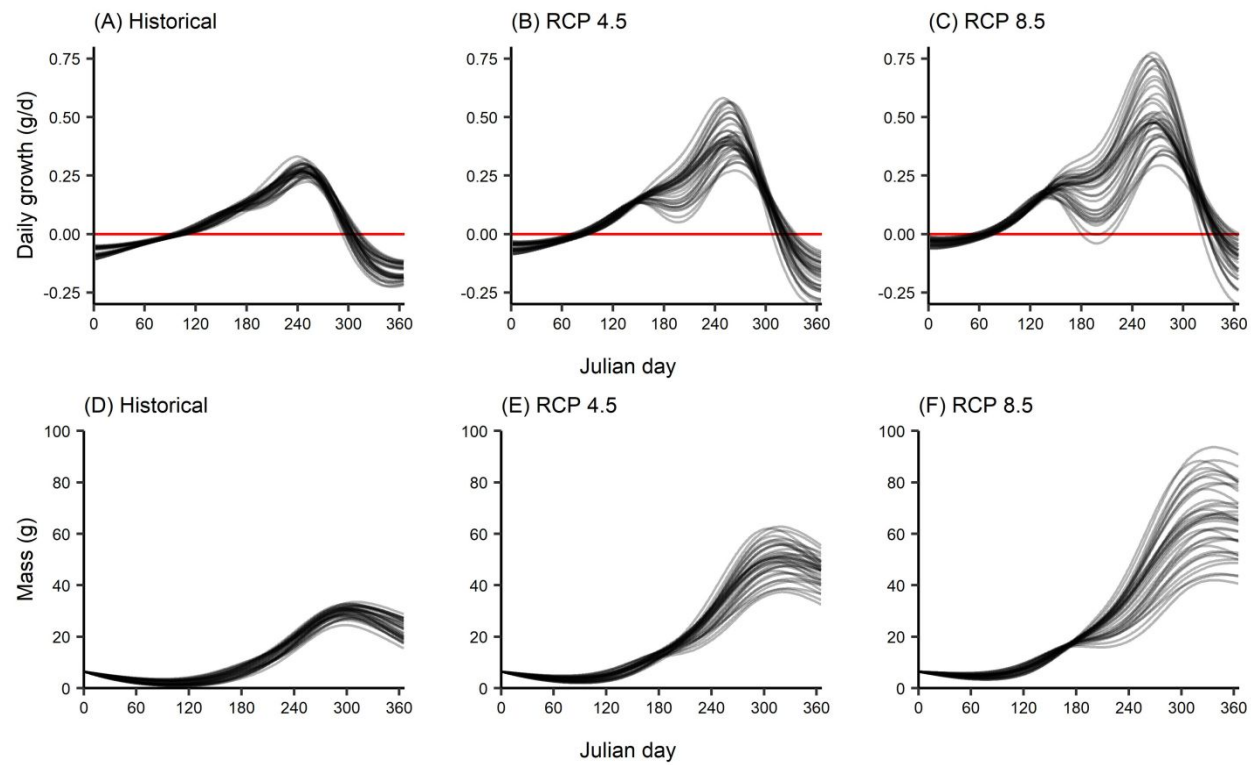 (A) Historical
(B) RCP 4.5
(C) RCP 8.5
Daily growth (g/d)
0.75
0.50
0.25
0.00
-0.25
0 60 120 180 240 300 360
0.75
0.50
0.25
0.00
-0.25
0 60 120 180 240 300 360
0.75
0.50
0.25
0.00
-0.25
0 60 120 180 240 300 360
Julian day
(D) Historical
(E) RCP 4.5
(F) RCP 8.5
Mass (g)
100
80
60
40
20
0
0 60 120 180 240 300 360
100
80
60
40
20
0
0 60 120 180 240 300 360
100
80
60
40
20
0
0 60 120 180 240 300 360
Julian day